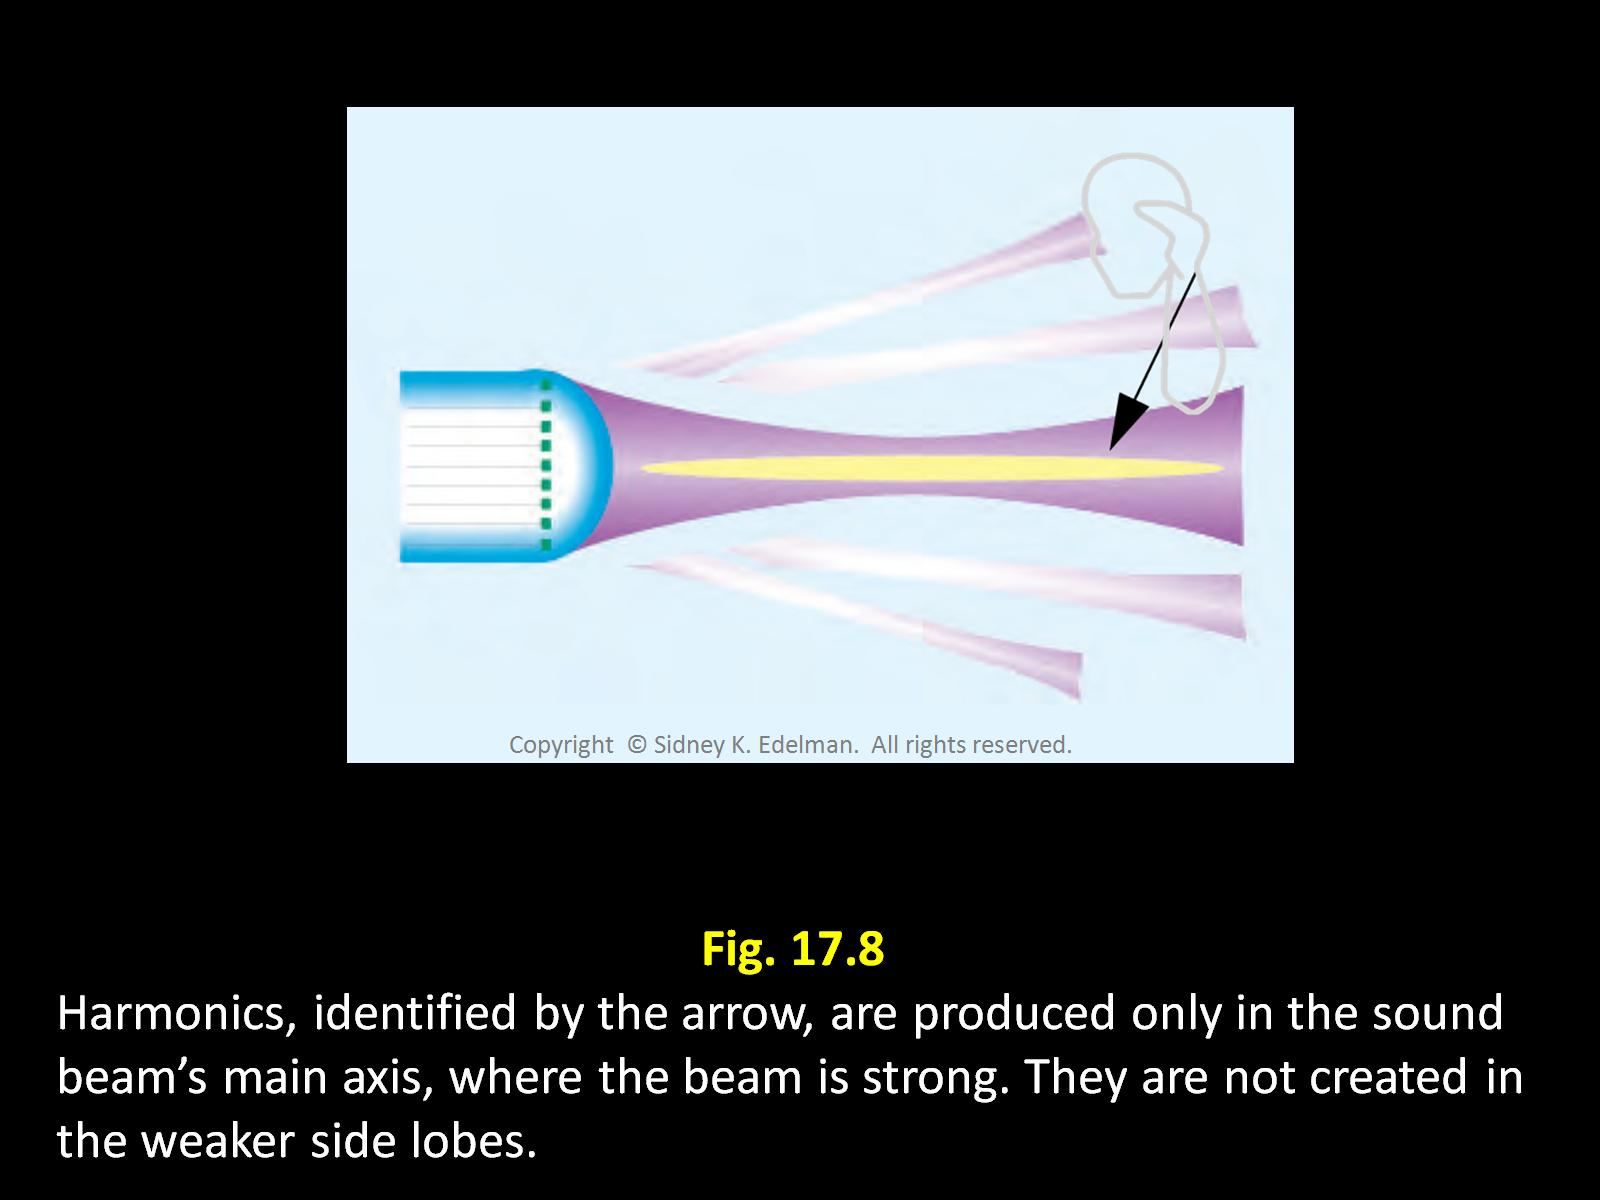 Copyright © Sidney K. Edelman. All rights reserved.
Fig. 17.8
Harmonics, identified by the arrow, are produced only in the sound
beam’s main axis, where the beam is strong. They are not created in
the weaker side lobes.